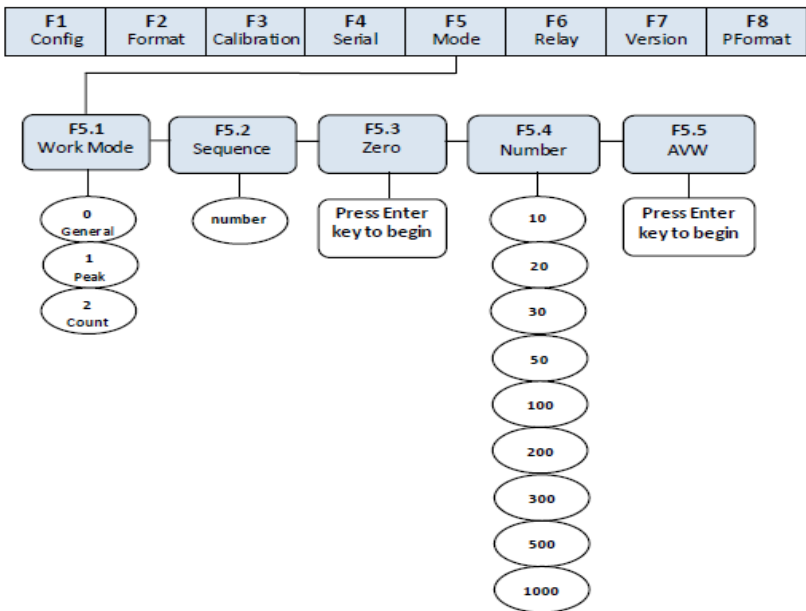 F1 F2 F3 F4 F5 F6 F7 F8
Config Format Calibration Serial Mode Relay Version PFormat
F5.1 F5.2 F5.3 F5.4 F5.5
Work Mode Sequence Zero Number AVW
0
General
1
Peak
2
Count
number
Press Enter
key to begin
10
20
30
50
100
200
300
500
1000
Press Enter
key to begin